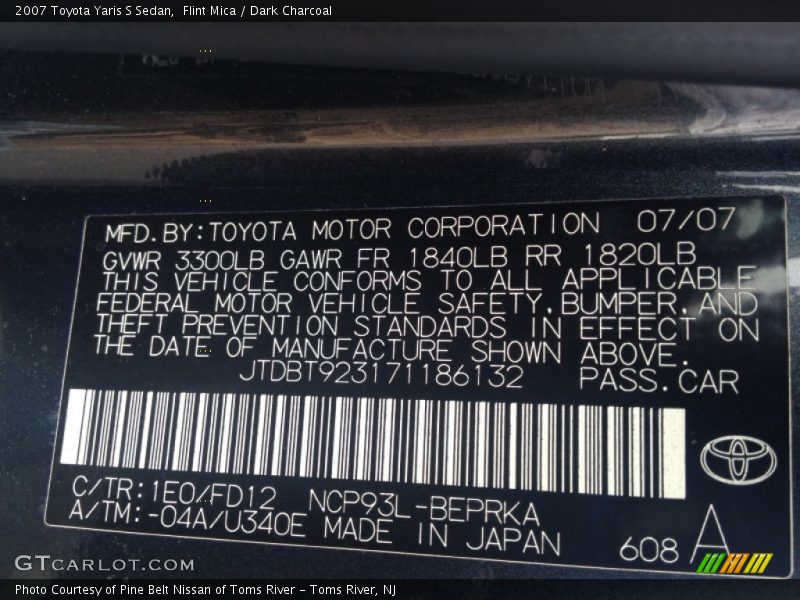 2007 Toyota Yaris S Sedan,  Flint Mica / Dark Charcoal
MFD.BY:TOYOTA MOTOR CORPORATION 07/07
GVWR 3300LB GAWR FR 1840LB RR 1820LB
THIS VEHICLE CONFORMS TO ALL APPLICABLE
FEDERAL MOTOR VEHICLE SAFETY,BUMPER,AND
THEFT PREVENTION STANDARDS IN EFFECT ON
THE DATE OF MANUFACTURE SHOWN ABOVE.
JTDBT923171186132 PASS.CAR
C/TR:1E0/FD12 NCP93L-BEPRKA
A/TM:-04A/U340E MADE IN JAPAN
608 A
GTCARLOT.COM
Photo Courtesy of Pine Belt Nissan of Toms River – Toms River, NJ